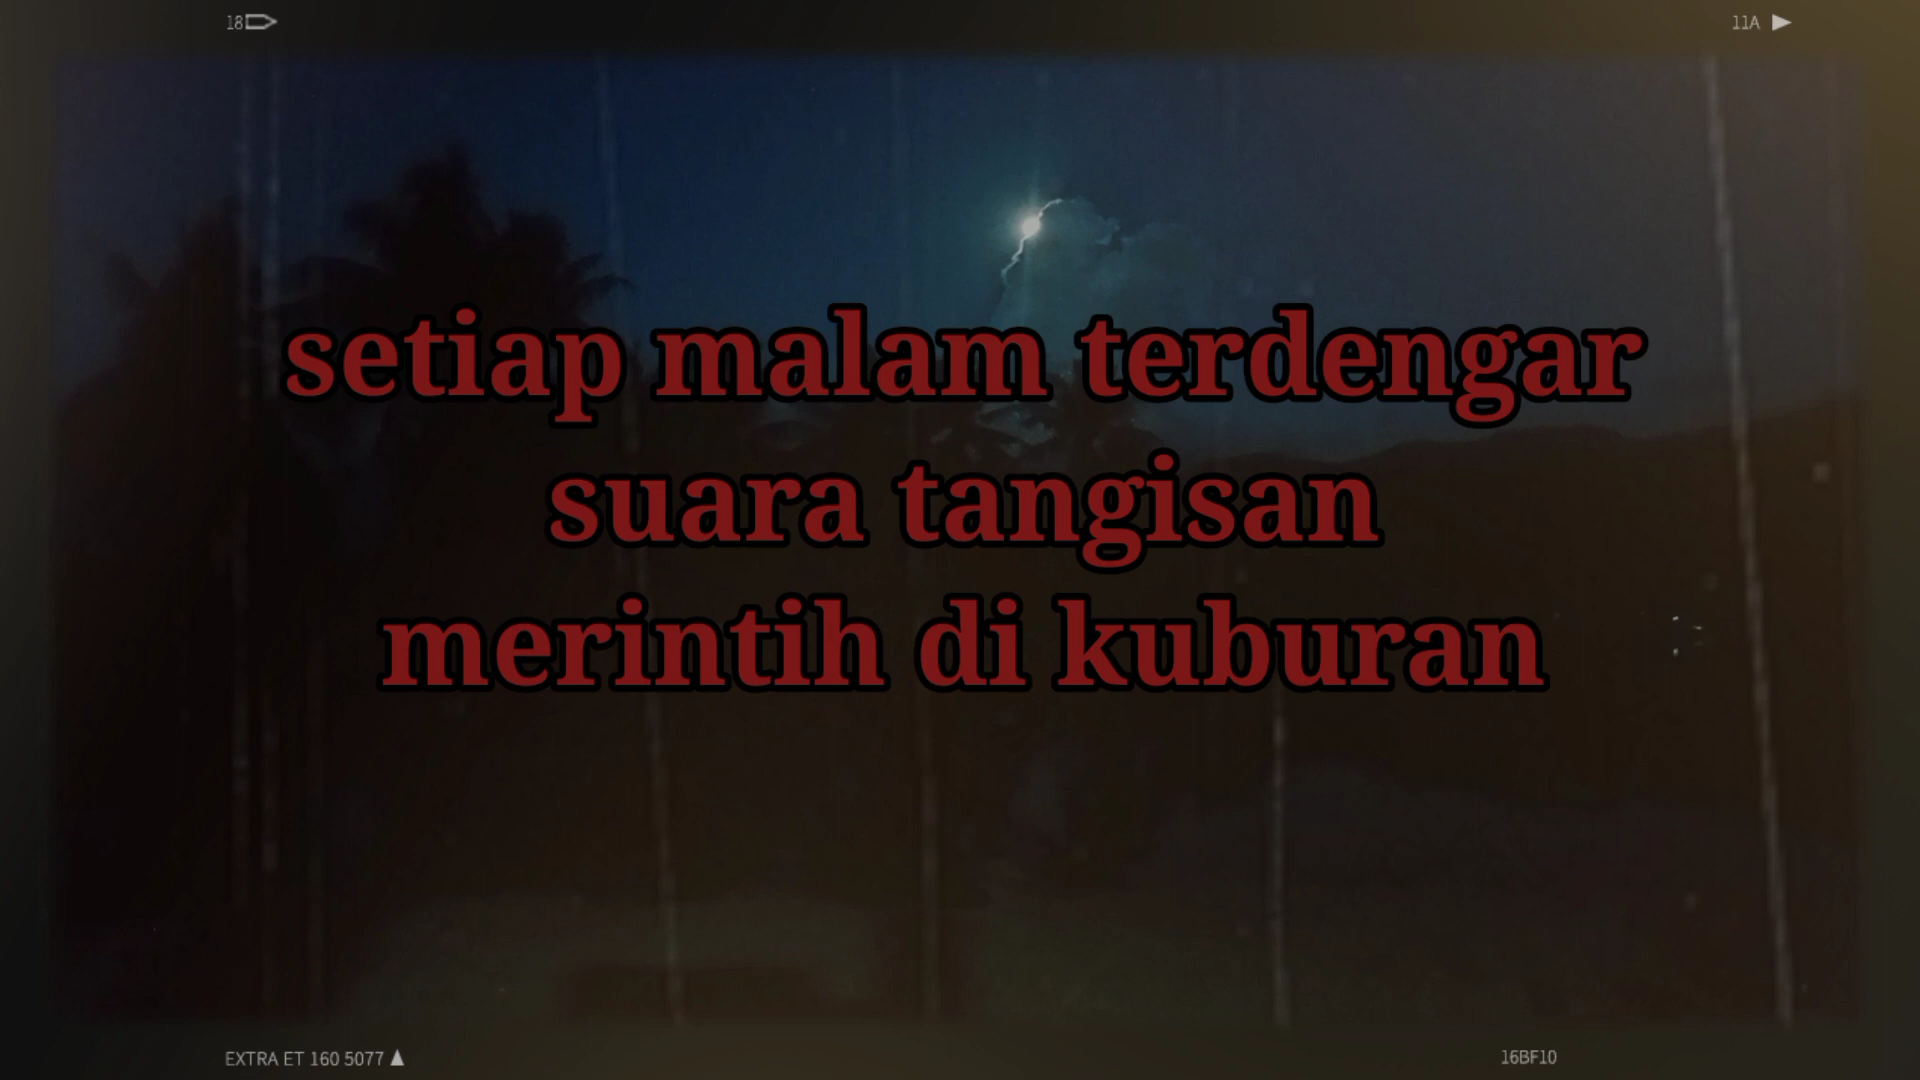 18
11A
setiap malam terdengar
suara tangisan
merintih di kuburan
EXTRA ET 160 5077
16BF10